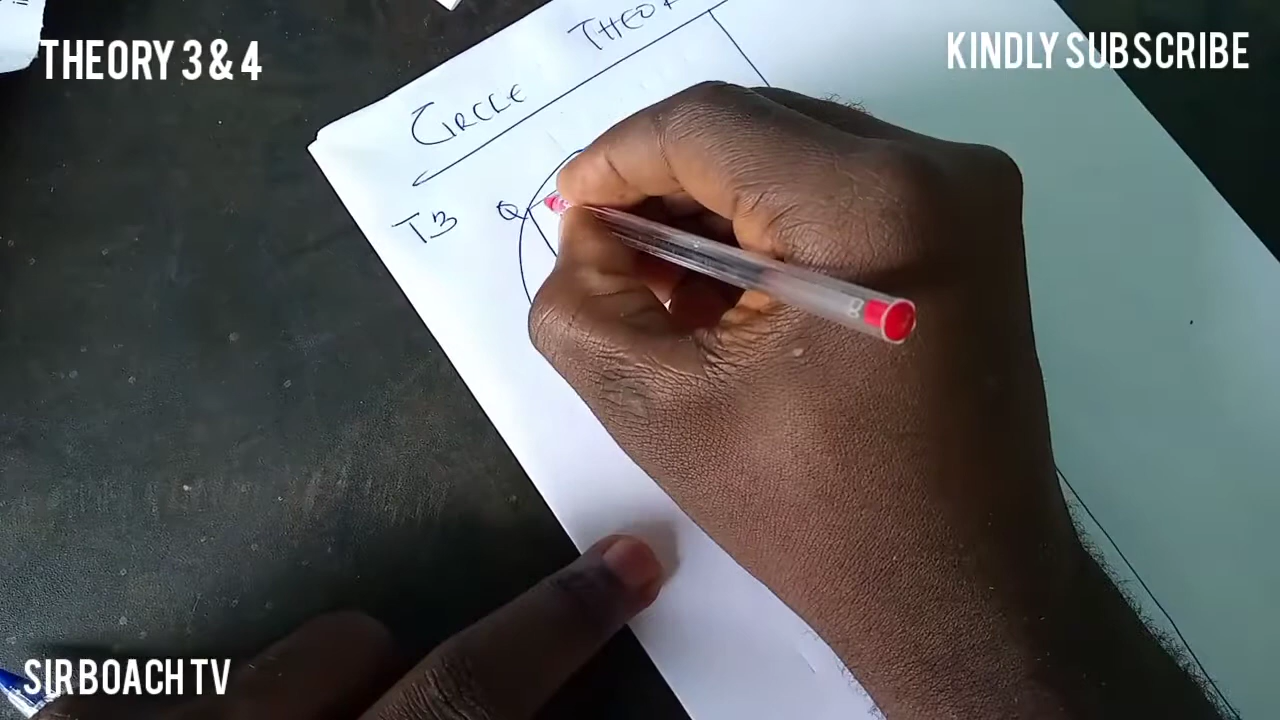 THEORY 3 & 4
KINDLY SUBSCRIBE
CIRCLE
T3
Q
SIR BOACH TV